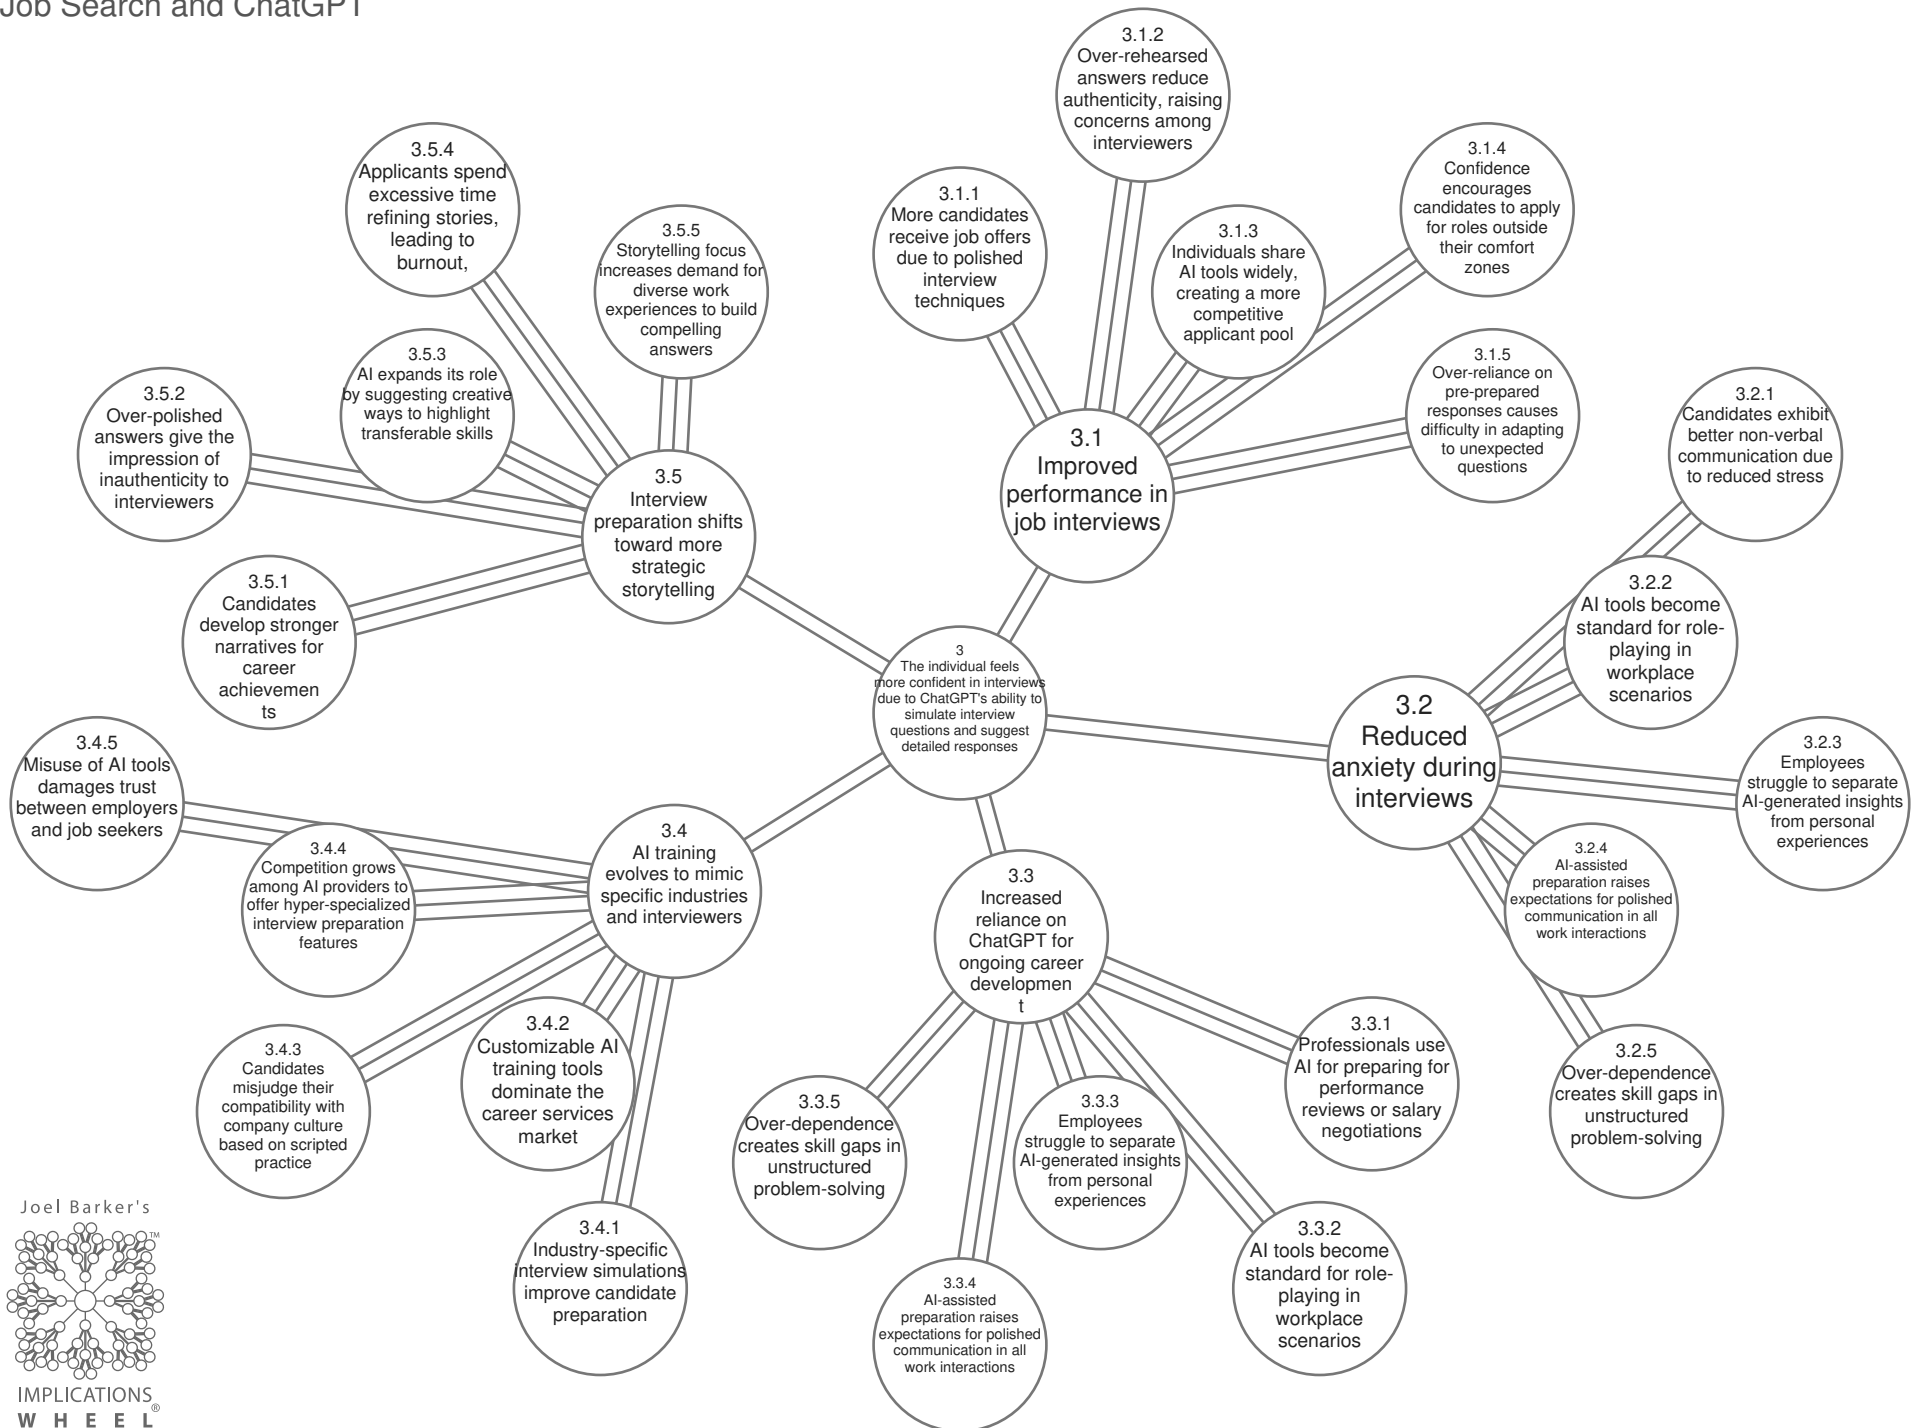 Job Search and ChatGPT
3.1.2
Over-rehearsed
answers reduce
authenticity, raising
concerns among
interviewers
3.5.4
Applicants spend
excessive time
refining stories,
leading to
burnout,
3.1.4
Confidence
encourages
candidates to apply
for roles outside
their comfort
zones
3.1.1
More candidates
receive job offers
due to polished
interview
techniques
3.5.5
Storytelling focus
increases demand for
diverse work
experiences to build
compelling
answers
3.1.3
Individuals share
AI tools widely,
creating a more
competitive
applicant pool
3.5.3
AI expands its role
by suggesting creative
ways to highlight
transferable skills
3.1.5
Over-reliance on
pre-prepared
responses causes
difficulty in adapting
to unexpected
questions
3.5.2
Over-polished
answers give the
impression of
inauthenticity to
interviewers
3.2.1
Candidates exhibit
better non-verbal
communication due
to reduced stress
3.1
Improved
performance in
job interviews
3.5
Interview
preparation shifts
toward more
strategic
storytelling
3.5.1
Candidates
develop stronger
narratives for
career
achievemen
ts
3.2.2
AI tools become
standard for role-
playing in
workplace
scenarios
3
The individual feels
more confident in interviews
due to ChatGPT's ability to
simulate interview
questions and suggest
detailed responses
3.2
Reduced
anxiety during
interviews
3.4.5
Misuse of AI tools
damages trust
between employers
and job seekers
3.2.3
Employees
struggle to separate
AI-generated insights
from personal
experiences
3.4
AI training
evolves to mimic
specific industries
and interviewers
3.4.4
Competition grows
among AI providers to
offer hyper-specialized
interview preparation
features
3.2.4
AI-assisted
preparation raises
expectations for polished
communication in all
work interactions
3.3
Increased
reliance on
ChatGPT for
ongoing career
developmen
t
3.4.3
Candidates
misjudge their
compatibility with
company culture
based on scripted
practice
3.4.2
Customizable AI
training tools
dominate the
career services
market
3.3.1
Professionals use
AI for preparing for
performance
reviews or salary
negotiations
3.2.5
Over-dependence
creates skill gaps in
unstructured
problem-solving
3.3.5
Over-dependence
creates skill gaps in
unstructured
problem-solving
3.3.3
Employees
struggle to separate
AI-generated insights
from personal
experiences
3.4.1
Industry-specific
interview simulations
improve candidate
preparation
3.3.2
AI tools become
standard for role-
playing in
workplace
scenarios
3.3.4
AI-assisted
preparation raises
expectations for polished
communication in all
work interactions
Joel Barker's
TM
IMPLICATIONS
WHEEL®